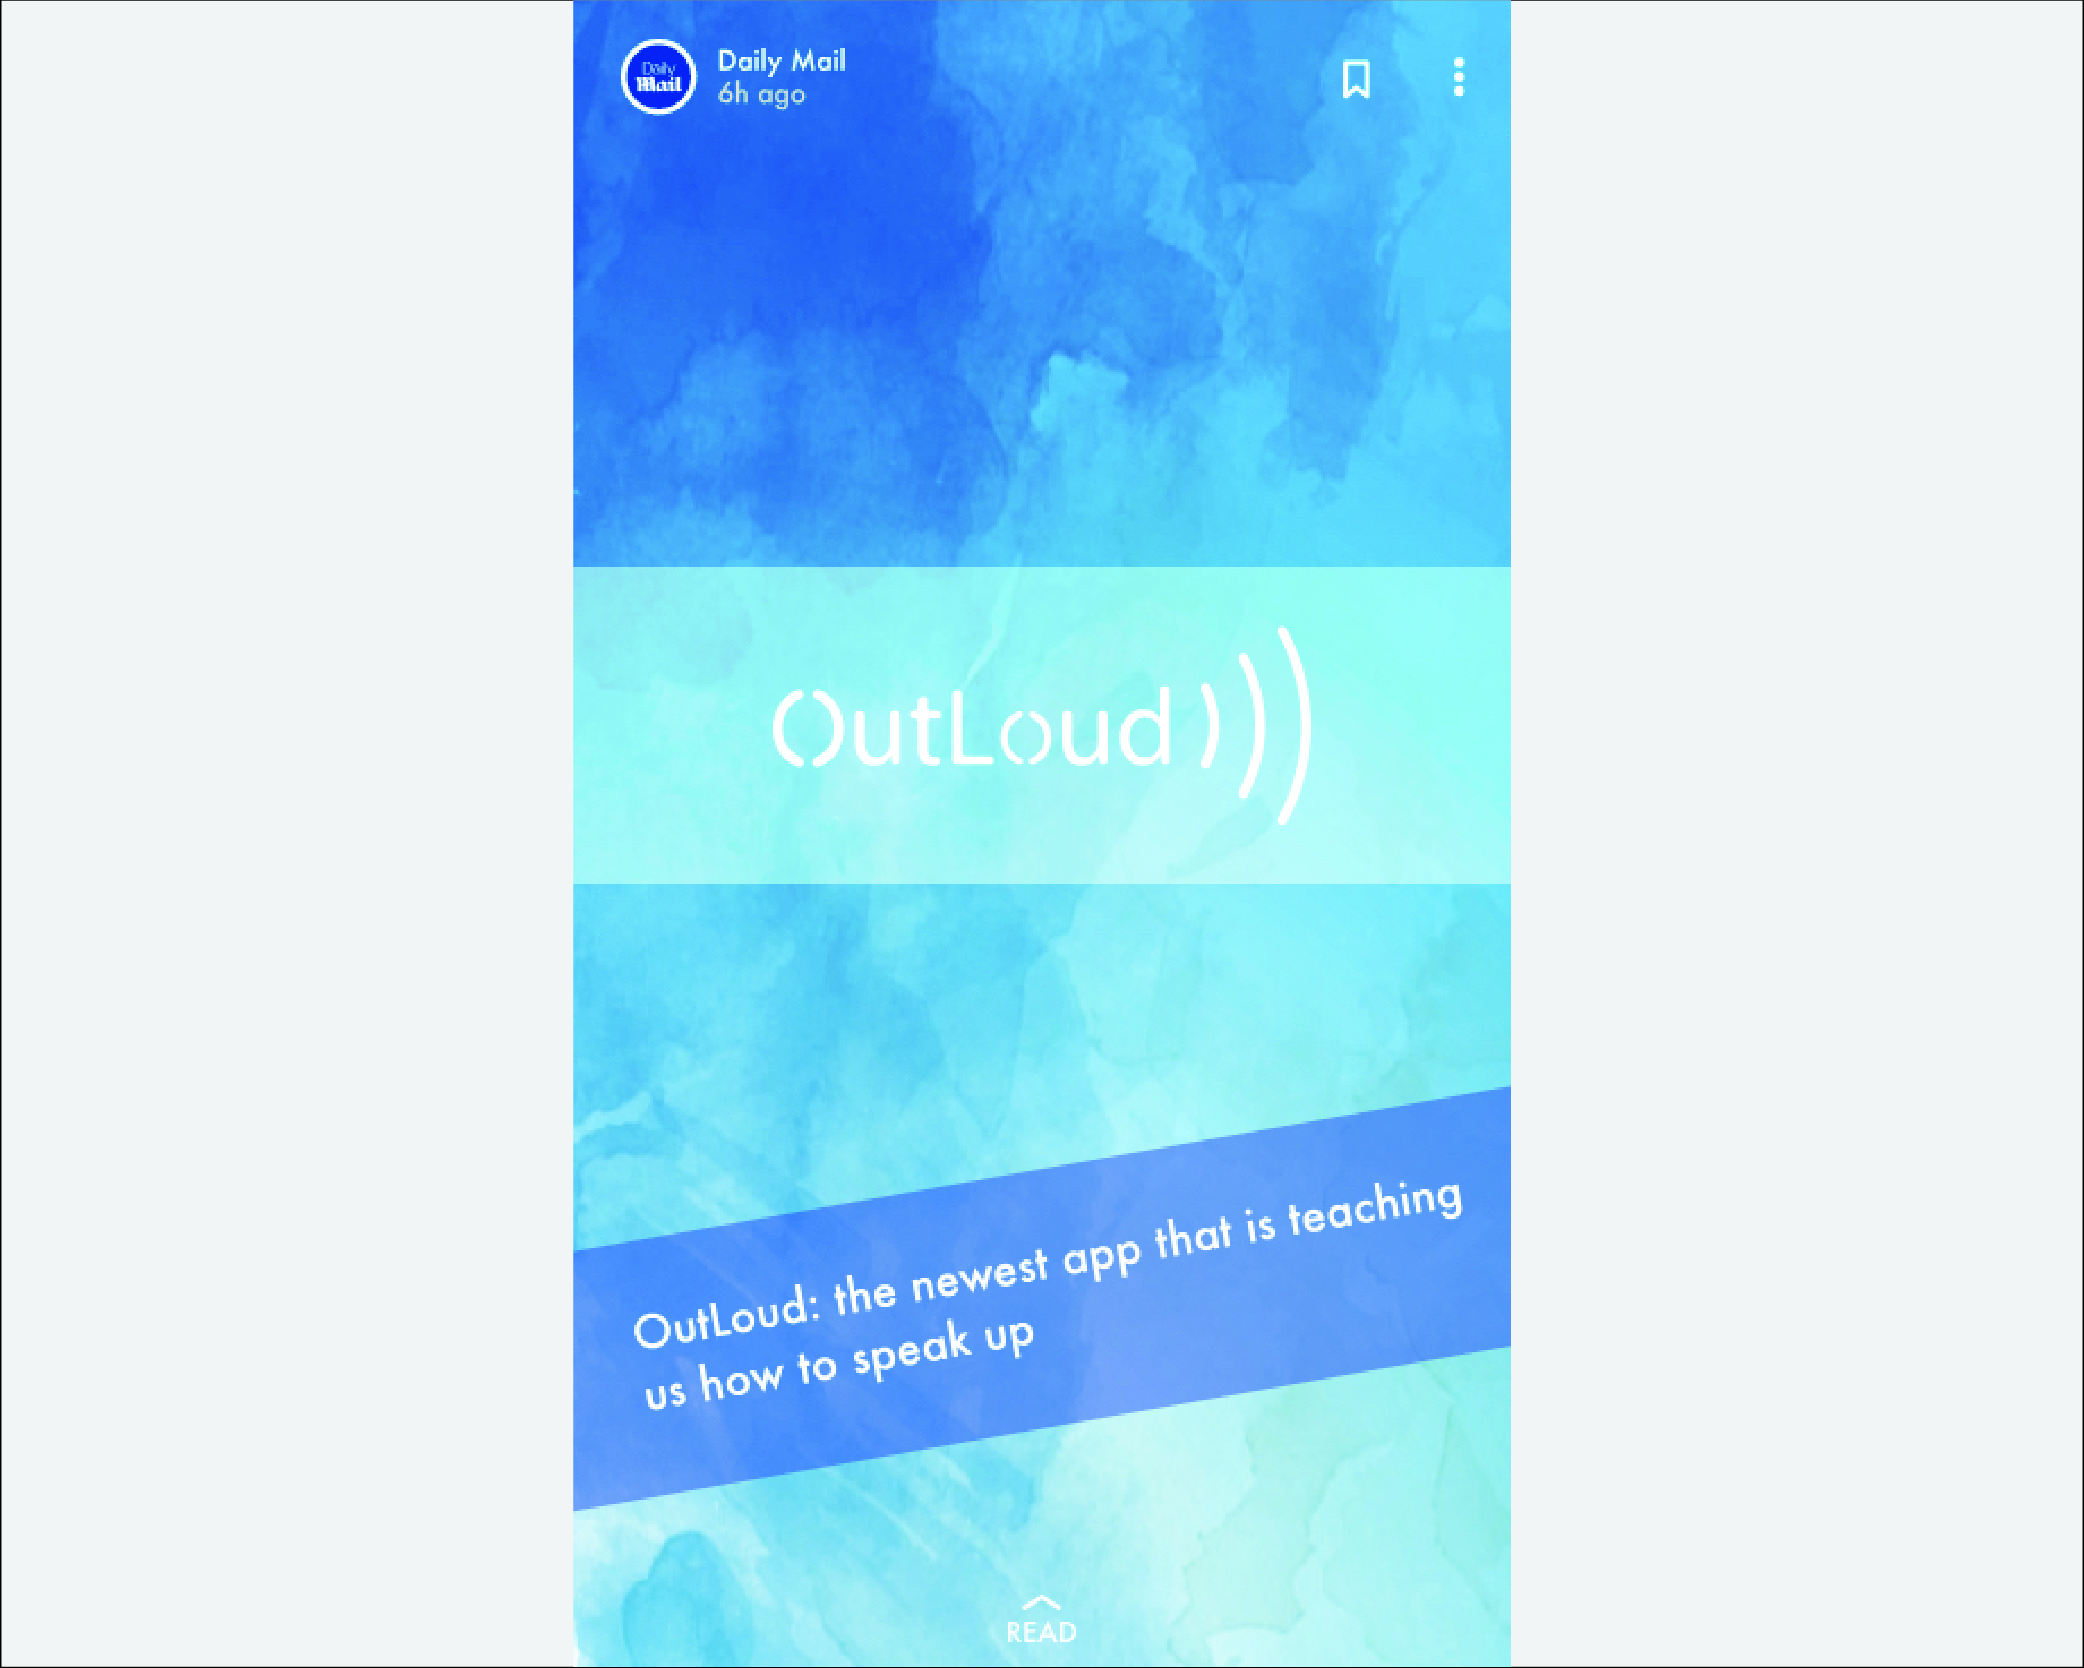 Daily
Mail
Daily Mail
6h ago
OutLoud
OutLoud: the newest app that is teaching
us how to speak up
READ